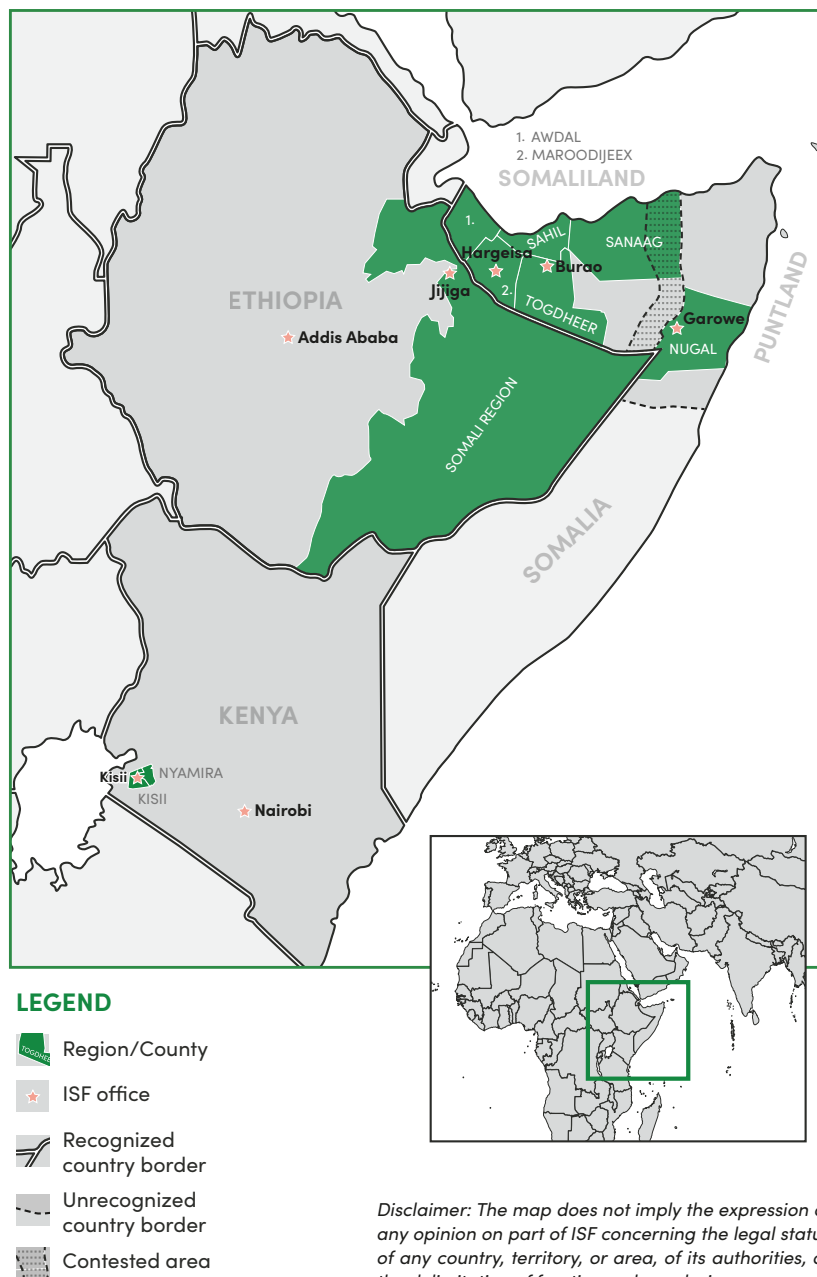 1. AWDAL
2. MAROODIJEEX
SOMALILAND
1.
SAHIL
SANAAG
Hargeisa
Burao
Jijiga
2.
TOGDHEER
ETHIOPIA
PUNTLAND
Garowe
Addis Ababa
NUGAL
SOMALI REGION
SOMALIA
KENYA
Kisii
NYAMIRA
KISII
Nairobi
LEGEND
TOGDHEE
Region/County
ISF office
Recognized
country border
Unrecognized
country border
Contested area
Disclaimer: The map does not imply the expression
any opinion on part of ISF concerning the legal statu
of any country, territory, or area, of its authorities,